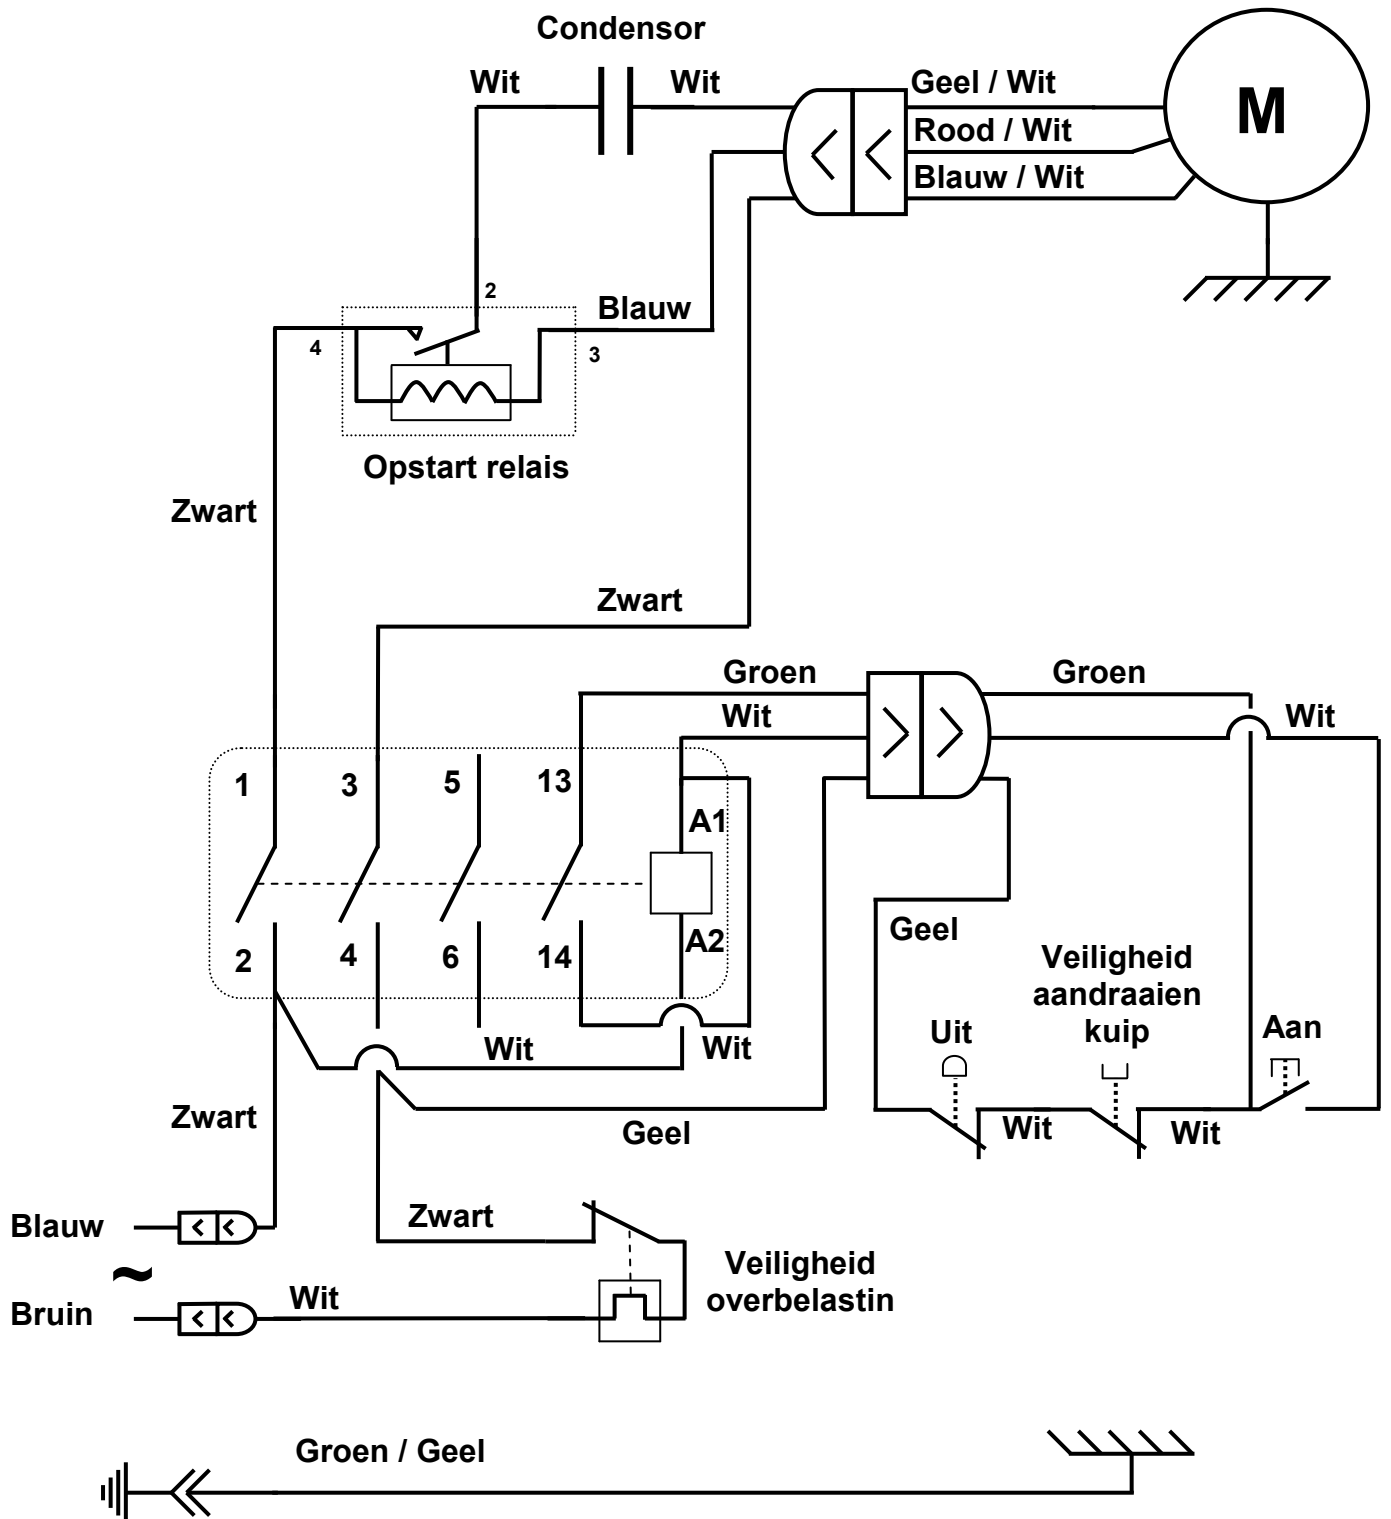 Condensor
Wit
Wit
Geel / Wit
M
Rood / Wit
Blauw / Wit
2
Blauw
4
3
Opstart relais
Zwart
Zwart
Groen
Groen
Wit
Wit
1
3
5
13
A1
Geel
A2
2
4
6
14
Veiligheid
aandraaien
kuip
Uit
Aan
Wit
Wit
Zwart
Geel
Wit
Wit
Zwart
Blauw
~
Veiligheid
overbelastin
Wit
Bruin
Groen / Geel